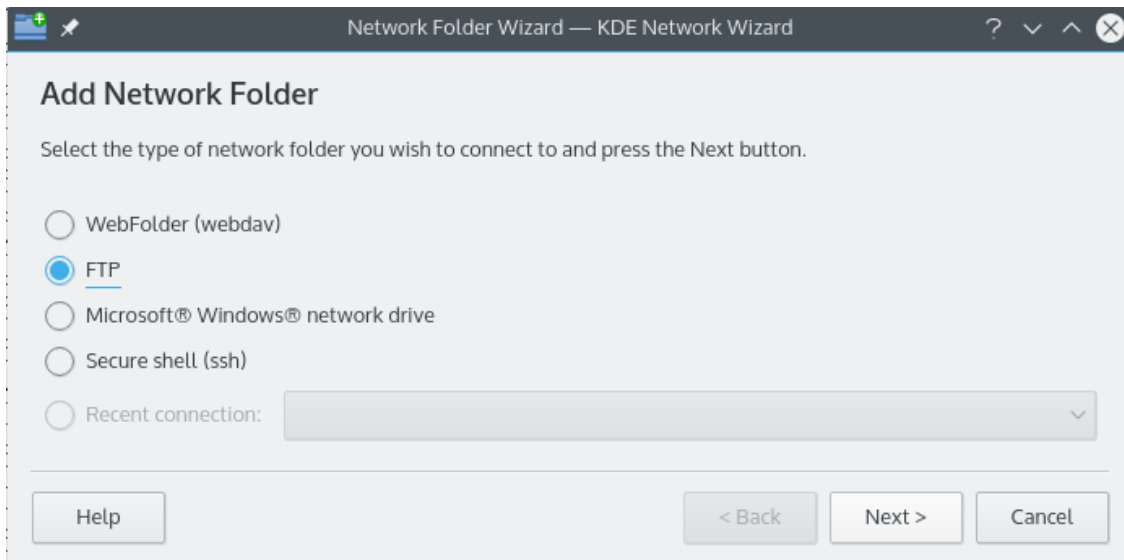 Network Folder Wizard — KDE Network Wizard
Add Network Folder
Select the type of network folder you wish to connect to and press the Next button.
WebFolder (webdav)
FTP
Microsoft® Windows® network drive
Secure shell (ssh)
Recent connection:
Help < Back Next > Cancel